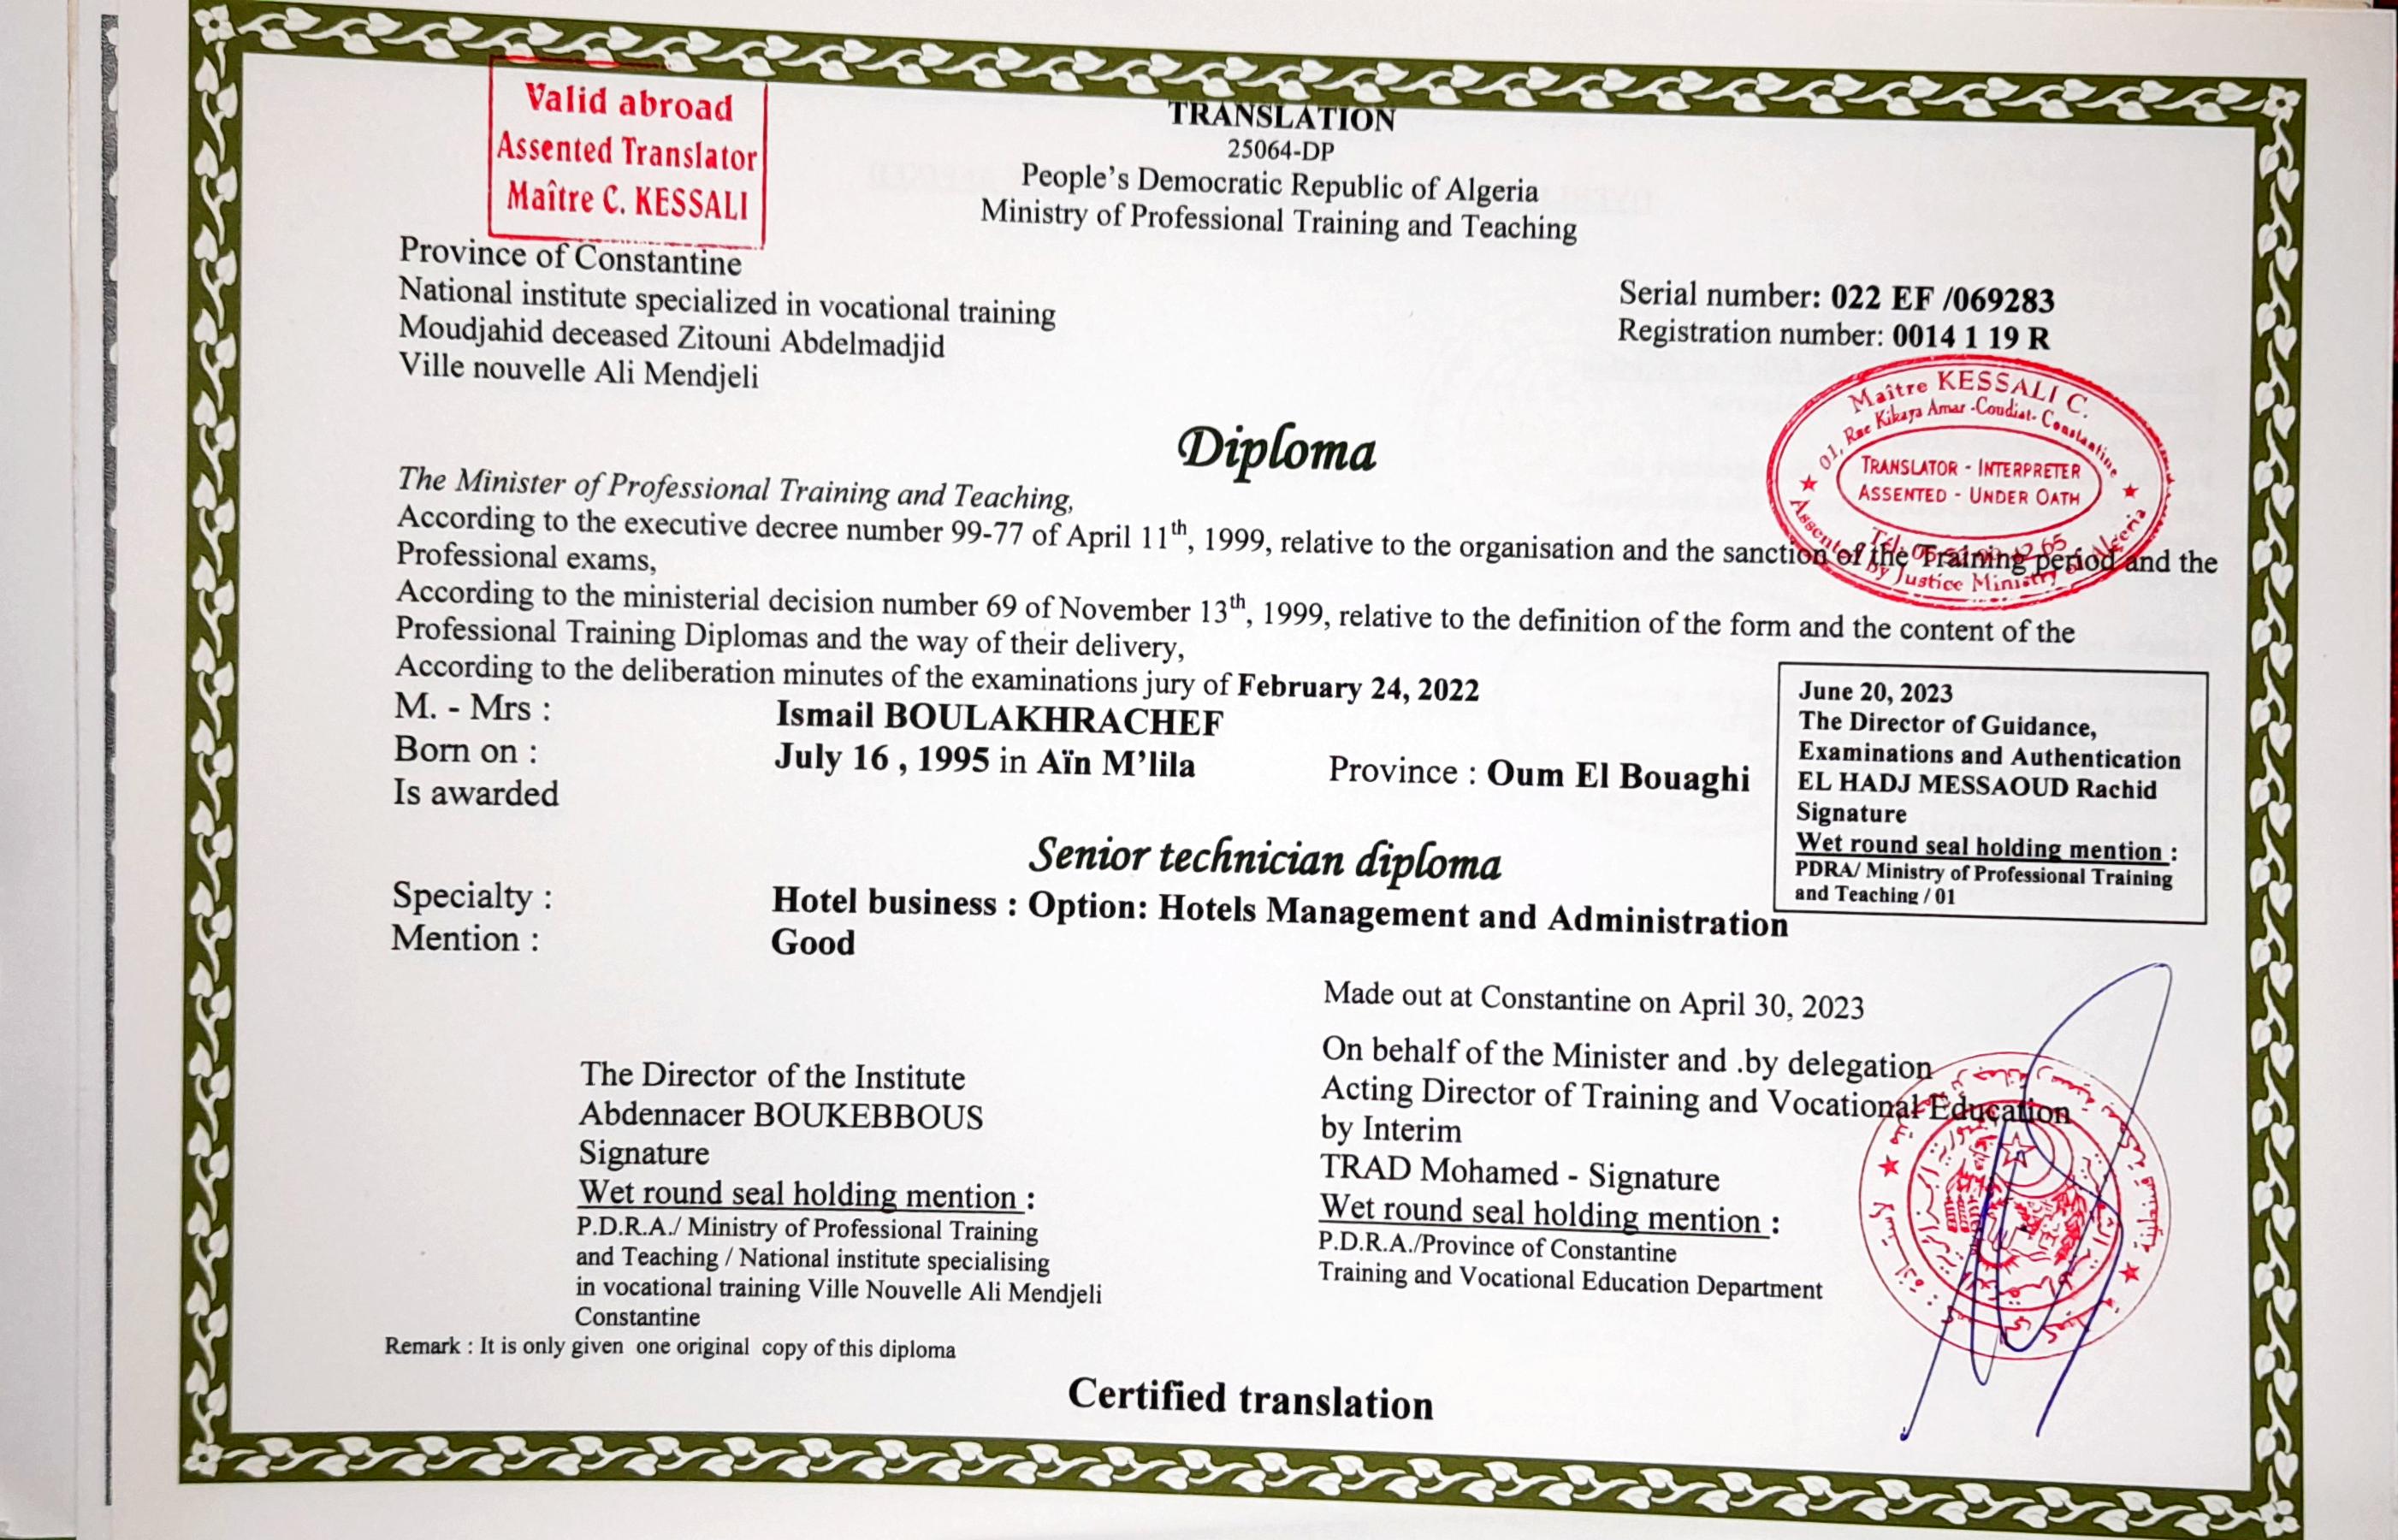 Valid abroad
Assented Translator
Maître C. KESSALI
TRANSLATION
25064-DP
People's Democratic Republic of Algeria
Ministry of Professional Training and Teaching
Province of Constantine
National institute specialized in vocational training
Moudjahid deceased Zitouni Abdelmadjid
Ville nouvelle Ali Mendjeli
Serial number: 022 EF /069283
Registration number: 0014 1 19 R
Maître KESSALI C.
01, Rue Kikaya Amar -Coudiat- Constantine
TRANSLATOR - INTERPRETER
ASSENTED - UNDER OATH
Assented by Justice Ministry of Algeria
Diploma
The Minister of Professional Training and Teaching,
According to the executive decree number 99-77 of April 11th, 1999, relative to the organisation and the sanction of the Training period and the
Professional exams,
According to the ministerial decision number 69 of November 13th, 1999, relative to the definition of the form and the content of the
Professional Training Diplomas and the way of their delivery,
According to the deliberation minutes of the examinations jury of February 24, 2022
M. - Mrs : Ismail BOULAKHRACHEF
Born on : July 16 , 1995 in Aïn M'lila Province : Oum El Bouaghi
Is awarded
June 20, 2023
The Director of Guidance,
Examinations and Authentication
EL HADJ MESSAOUD Rachid
Signature
Wet round seal holding mention :
PDRA/ Ministry of Professional Training
and Teaching / 01
Senior technician diploma
Specialty : Hotel business : Option: Hotels Management and Administration
Mention : Good
Made out at Constantine on April 30, 2023
The Director of the Institute
Abdennacer BOUKEBBOUS
Signature
Wet round seal holding mention :
P.D.R.A./ Ministry of Professional Training
and Teaching / National institute specialising
in vocational training Ville Nouvelle Ali Mendjeli
Constantine
On behalf of the Minister and .by delegation
Acting Director of Training and Vocational Education
by Interim
TRAD Mohamed - Signature
Wet round seal holding mention :
P.D.R.A./Province of Constantine
Training and Vocational Education Department
Remark : It is only given one original copy of this diploma
Certified translation